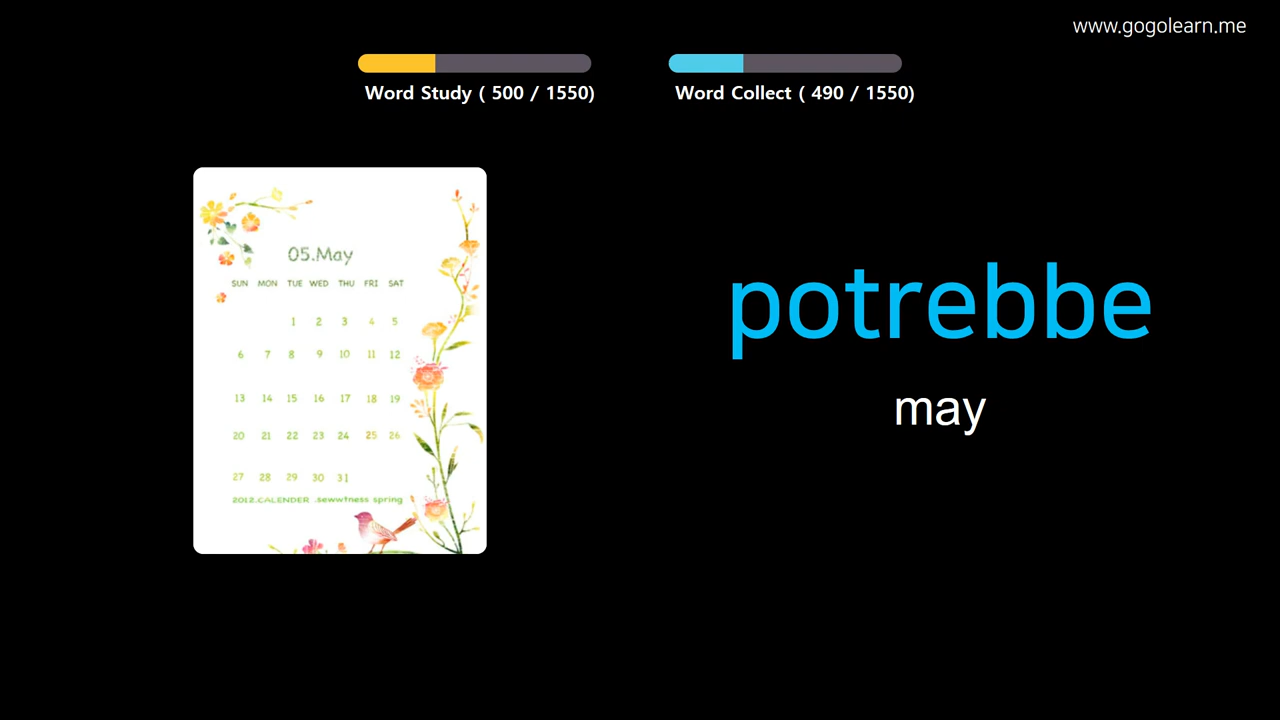 www.gogolearn.me
Word Study ( 500 / 1550)
Word Collect ( 490 / 1550)
05.May
SUN MON TUE WED THU FRI SAT
1 2 3 4 5
6 7 8 9 10 11 12
13 14 15 16 17 18 19
20 21 22 23 24 25 26
27 28 29 30 31
2012.CALENDER .sewwtness spring
potrebbe
may